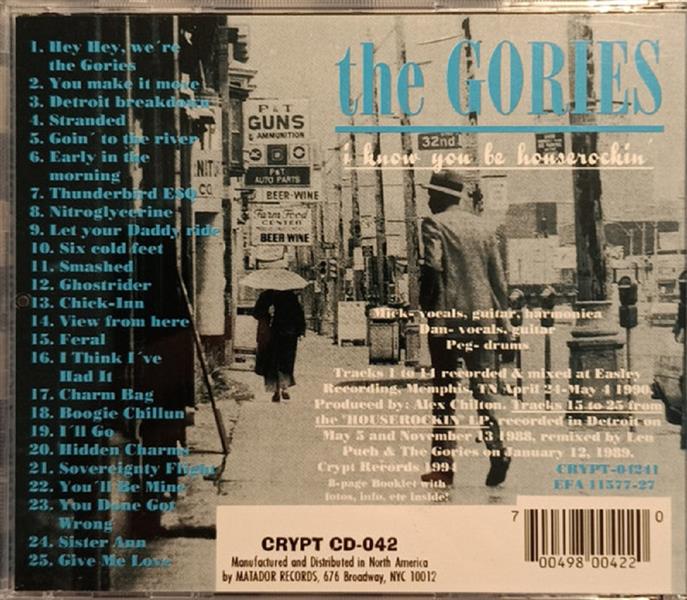 1. Hey Hey, we're
the Gories
2. You make it move
3. Detroit breakdown
4. Stranded
5. Goin' to the river
6. Early in the
morning
7. Thunderbird ESQ
8. Nitroglycerine
9. Let your Daddy ride
10. Six cold feet
11. Smashed
12. Ghostrider
13. Chick-Inn
14. View from here
15. Feral
16. I Think I've
Had It
17. Charm Bag
18. Boogie Chillun
19. I'll Go
20. Hidden Charms
21. Sovereignty Flight
22. You'll Be Mine
23. You Done Got
Wrong
24. Sister Ann
25. Give Me Love
the GORIES
i know you be houserockin'
P&T
GUNS
& AMMUNITION
P&T
AUTO PARTS
BEER-WINE
Farm Food
CENTER
BEER WINE
CO.
32nd
Mick- vocals, guitar, harmonica
Dan- vocals, guitar
Peg- drums
Tracks 1 to 14 recorded & mixed at Easley
Recording, Memphis, TN April 24-May 4 1990.
Produced by: Alex Chilton. Tracks 15 to 25 from
the 'HOUSEROCKIN' LP, recorded in Detroit on
May 5 and November 13 1988, remixed by Len
Puch & The Gories on January 12, 1989.
Crypt Records 1994
8-page Booklet with
fotos, info, etc inside!
CRYPT-04241
EFA 11577-27
CRYPT CD-042
Manufactured and Distributed in North America
by MATADOR RECORDS, 676 Broadway, NYC 10012
7 00498 00422 0